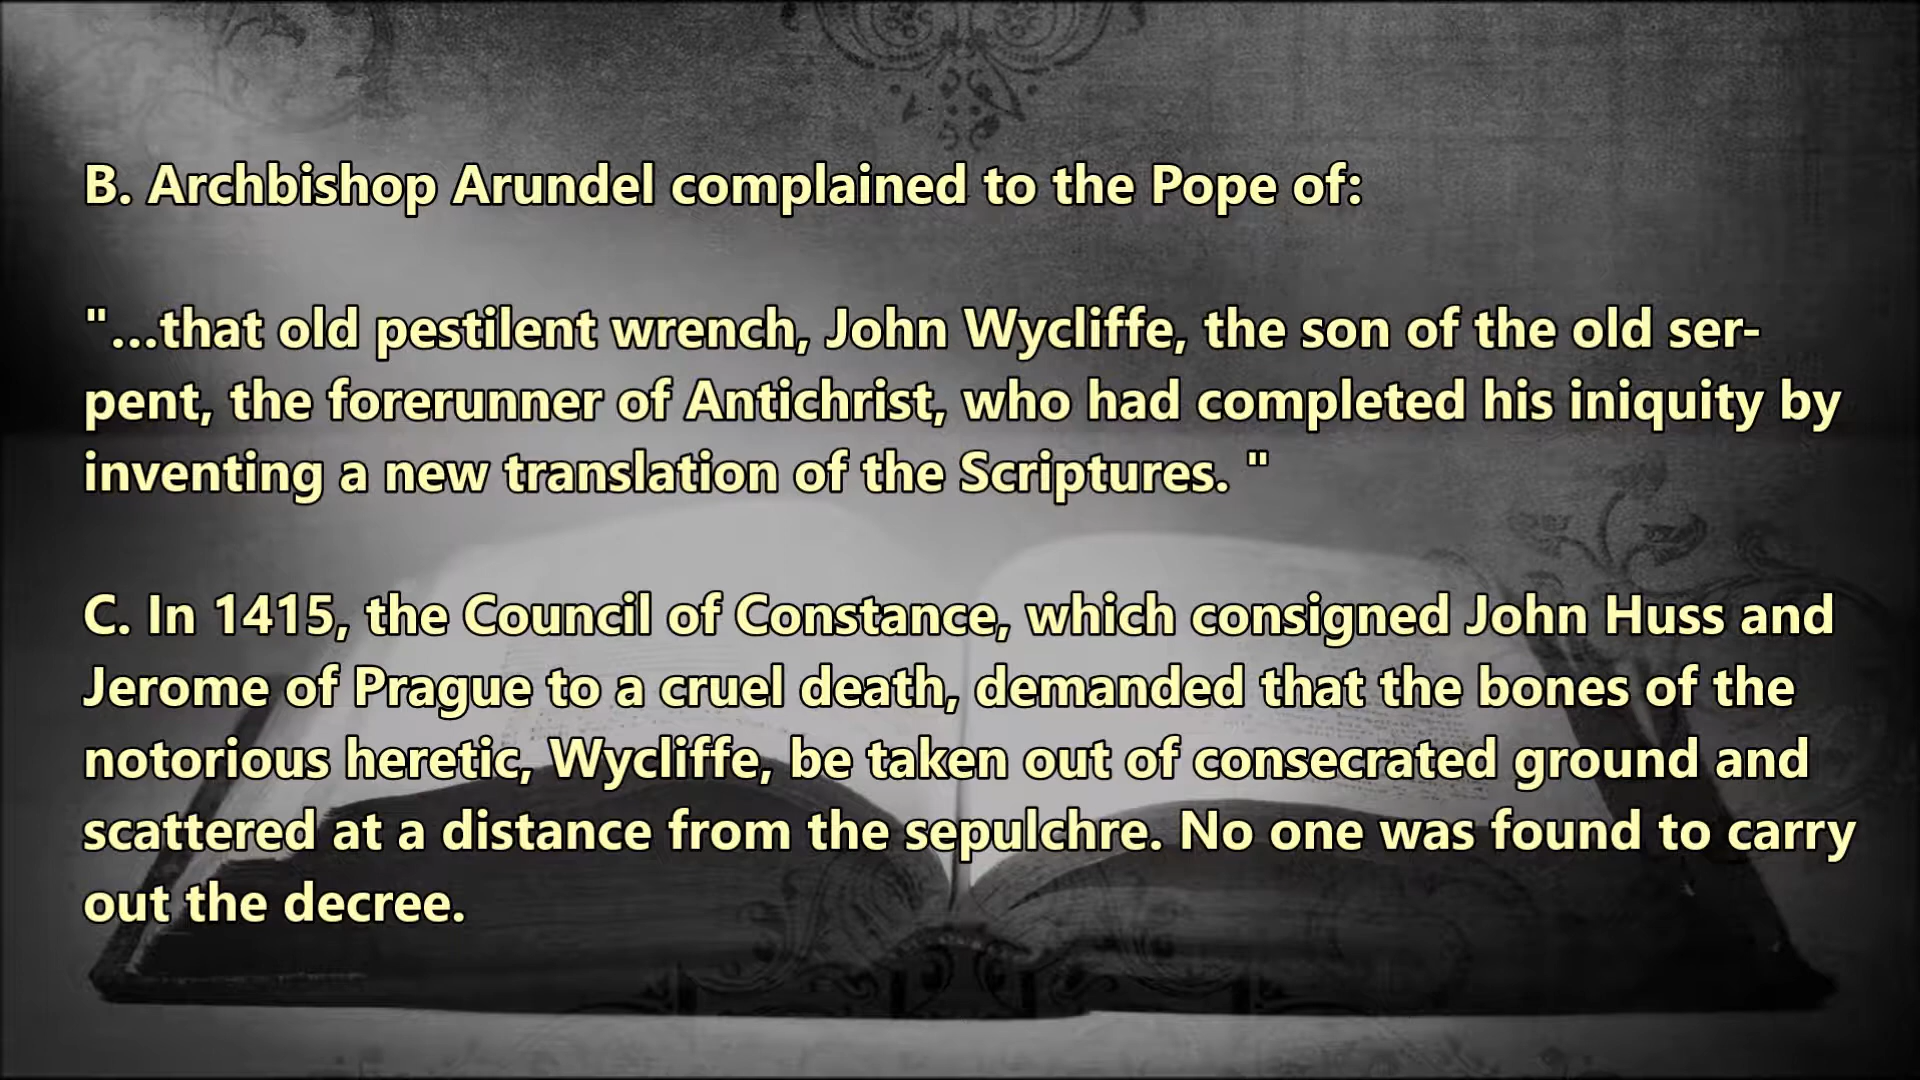 B. Archbishop Arundel complained to the Pope of:
"...that old pestilent wrench, John Wycliffe, the son of the old ser-
pent, the forerunner of Antichrist, who had completed his iniquity by
inventing a new translation of the Scriptures. "
C. In 1415, the Council of Constance, which consigned John Huss and
Jerome of Prague to a cruel death, demanded that the bones of the
notorious heretic, Wycliffe, be taken out of consecrated ground and
scattered at a distance from the sepulchre. No one was found to carry
out the decree.